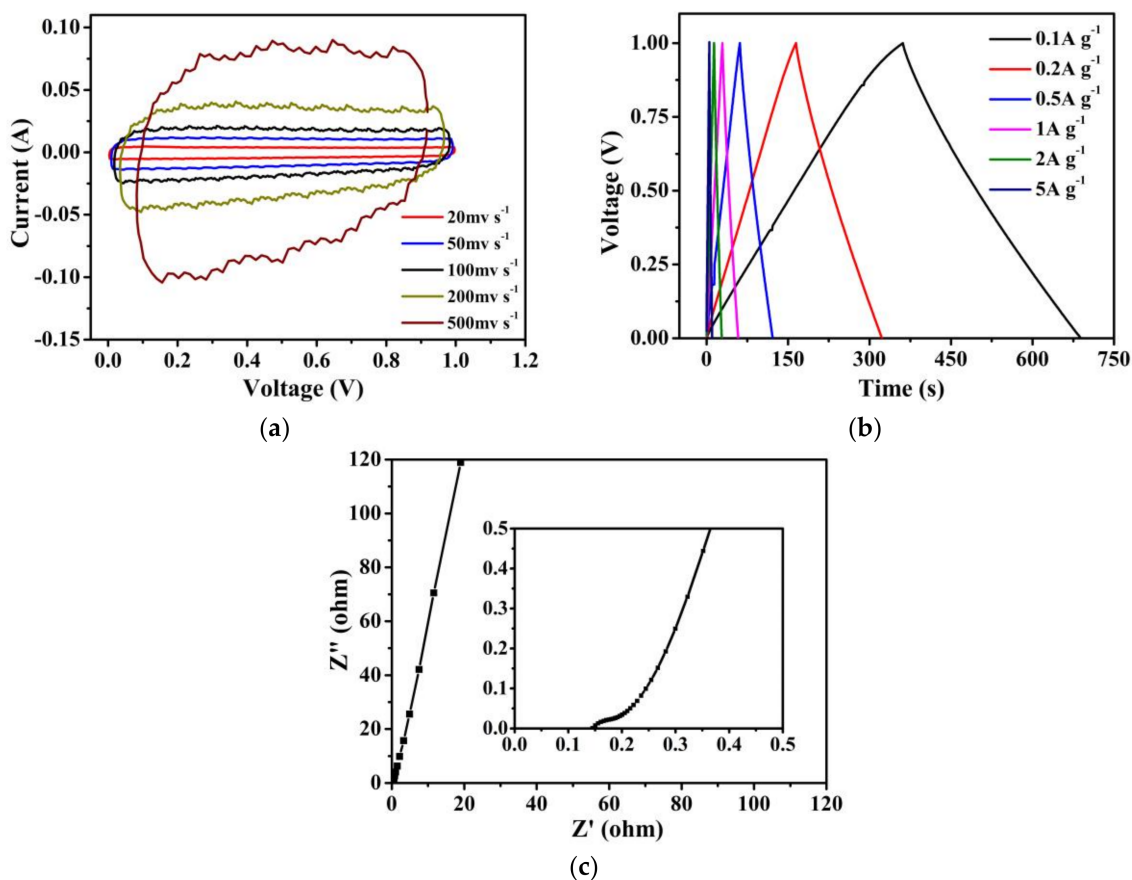 0.10
0.05
0.00
-0.05
-0.10
-0.15
Current (A)
20mv s⁻¹
50mv s⁻¹
100mv s⁻¹
200mv s⁻¹
500mv s⁻¹
0.0 0.2 0.4 0.6 0.8 1.0 1.2
Voltage (V)
(a)
1.00
0.75
0.50
0.25
0.00
Voltage (V)
0.1A g⁻¹
0.2A g⁻¹
0.5A g⁻¹
1A g⁻¹
2A g⁻¹
5A g⁻¹
0 150 300 450 600 750
Time (s)
(b)
120
100
80
60
40
20
0
Z'' (ohm)
0.5
0.4
0.3
0.2
0.1
0.0
0.0 0.1 0.2 0.3 0.4 0.5
0 20 40 60 80 100 120
Z' (ohm)
(c)